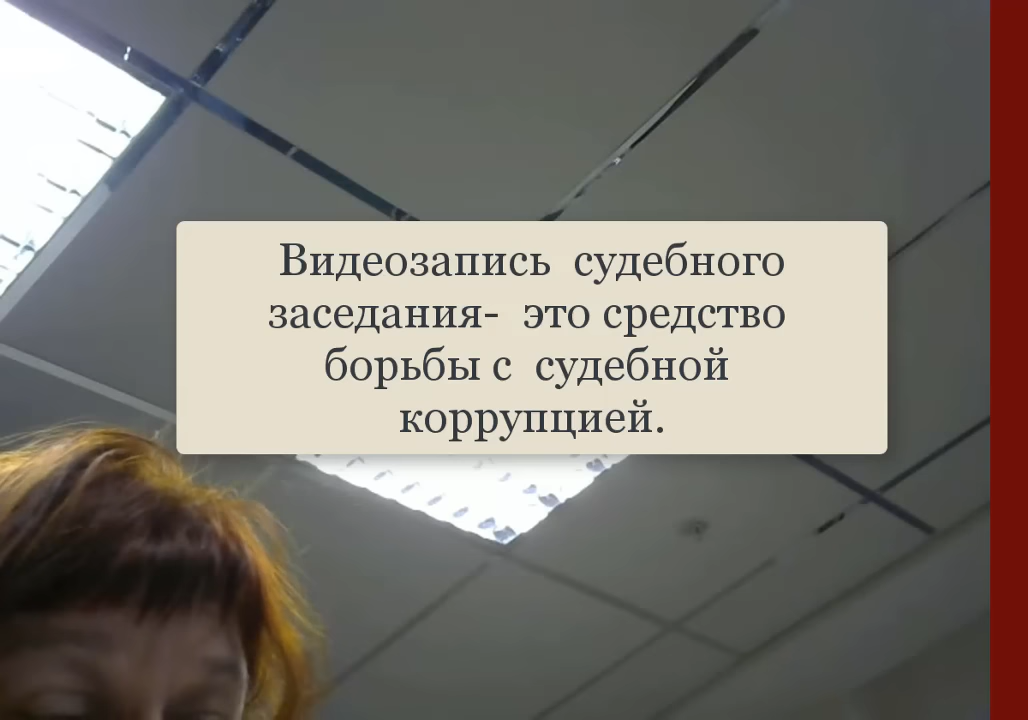 Видеозапись судебного
заседания- это средство
борьбы с судебной
коррупцией.